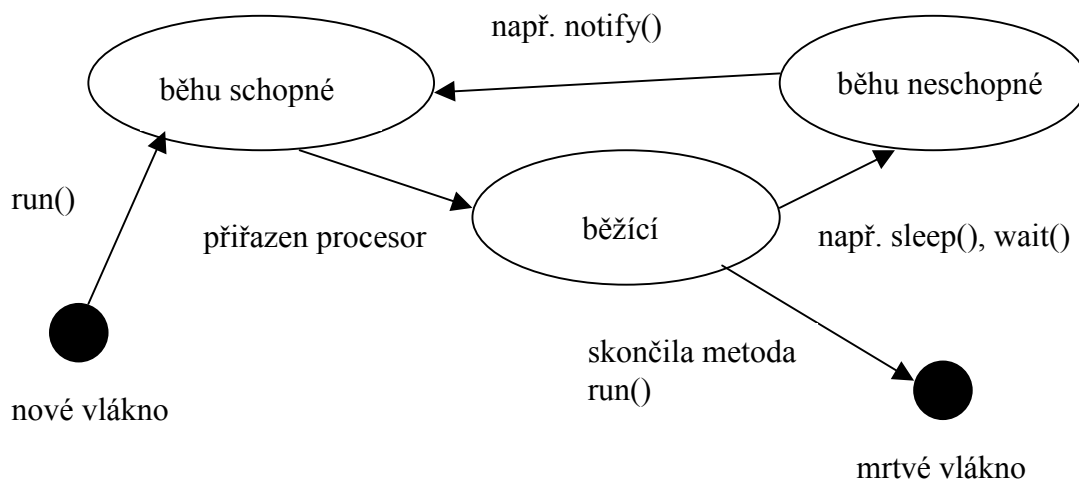 např. notify()
běhu schopné
běhu neschopné
run()
přiřazen procesor
běžící
např. sleep(), wait()
skončila metoda
run()
nové vlákno
mrtvé vlákno